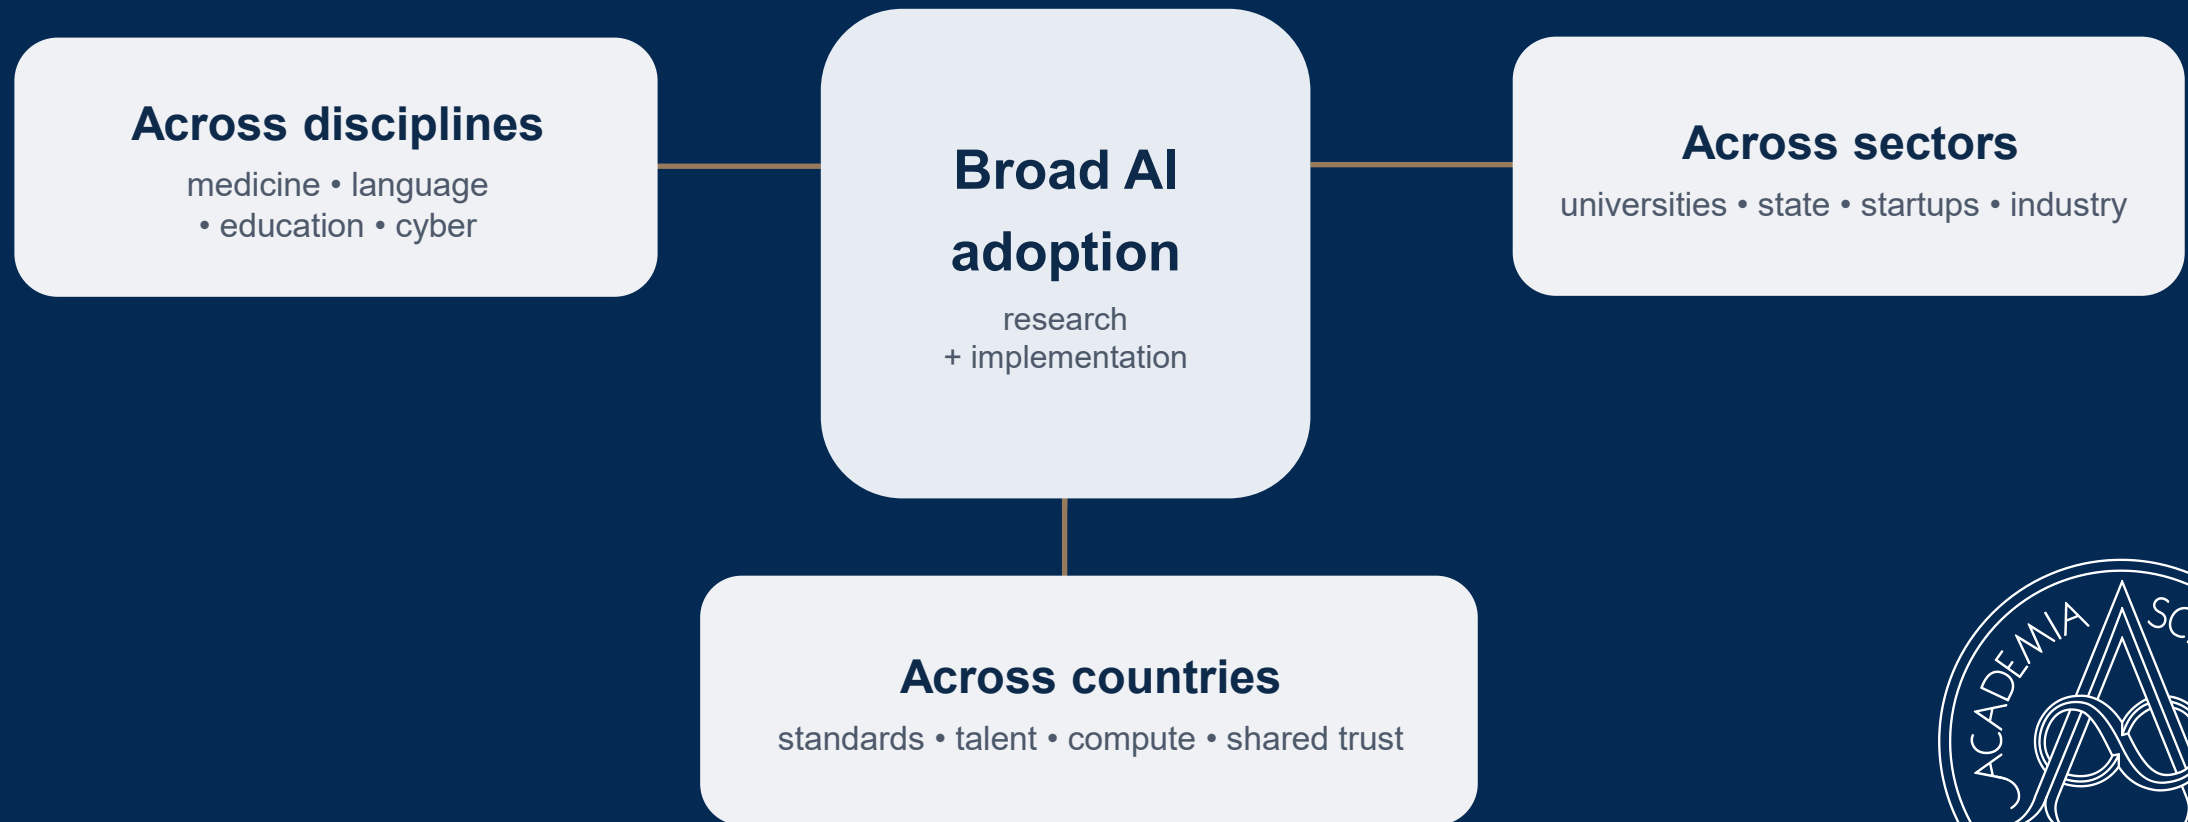 Across disciplines
medicine • language
• education • cyber
Broad AI
adoption
research
+ implementation
Across sectors
universities • state • startups • industry
Across countries
standards • talent • compute • shared trust
ACADEMIA